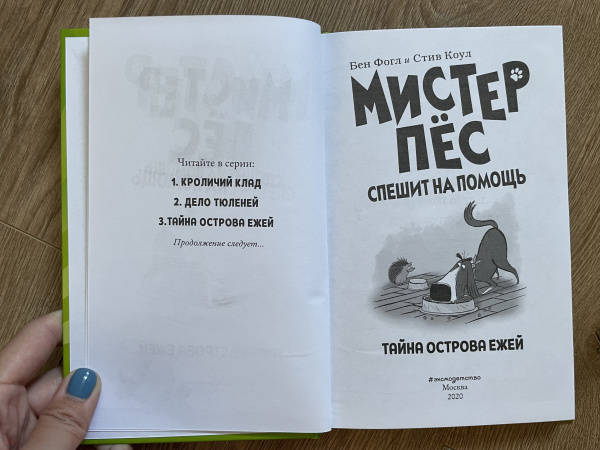 Читайте в серии:
1. КРОЛИЧИЙ КЛАД
2. ДЕЛО ТЮЛЕНЕЙ
3.ТАЙНА ОСТРОВА ЕЖЕЙ
Продолжение следует...
Бен Фогл и Стив Коул
МИСТЕР
ПЁС
СПЕШИТ НА ПОМОЩЬ
ТАЙНА ОСТРОВА ЕЖЕЙ
#эксмодетство
Москва
2020